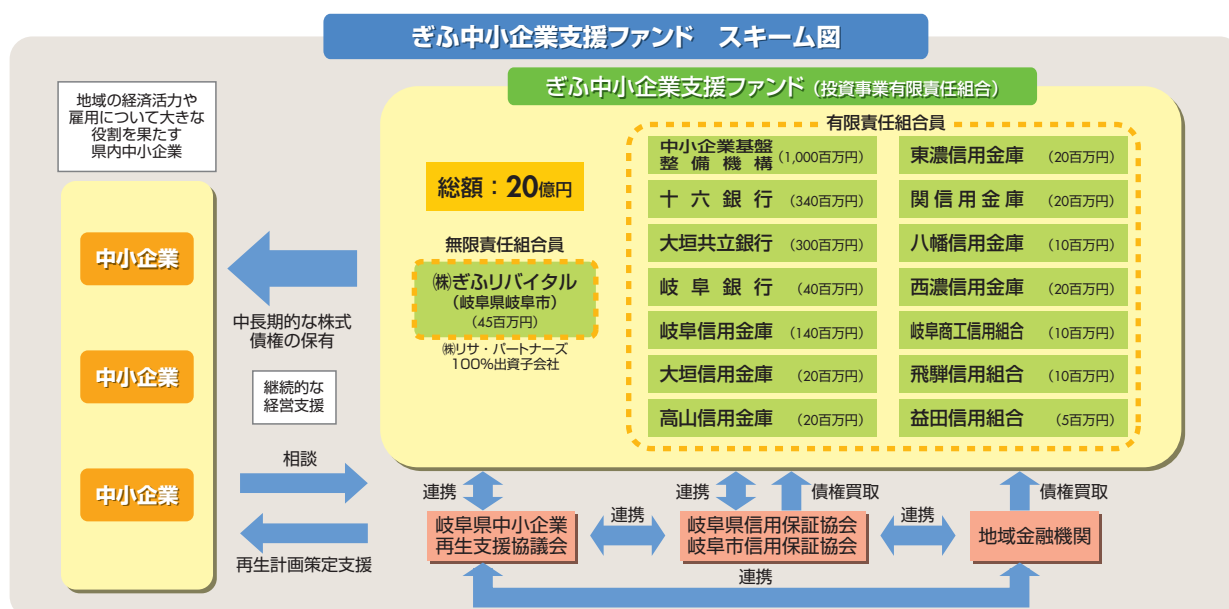 ぎふ中小企業支援ファンド スキーム図
地域の経済活力や
雇用について大きな
役割を果たす
県内中小企業
中小企業
中小企業
中小企業
中長期的な株式
債権の保有
継続的な
経営支援
相談
再生計画策定支援
ぎふ中小企業支援ファンド（投資事業有限責任組合）
総額：20億円
無限責任組合員
㈱ぎふリバイタル
（岐阜県岐阜市）
（45百万円）
㈱リサ・パートナーズ
100％出資子会社
有限責任組合員
中小企業基盤
整備機構（1,000百万円）
十六銀行（340百万円）
大垣共立銀行（300百万円）
岐阜銀行（40百万円）
岐阜信用金庫（140百万円）
大垣信用金庫（20百万円）
高山信用金庫（20百万円）
東濃信用金庫（20百万円）
関信用金庫（20百万円）
八幡信用金庫（10百万円）
西濃信用金庫（20百万円）
岐阜商工信用組合（10百万円）
飛騨信用組合（10百万円）
益田信用組合（5百万円）
連携
連携
債権買取
債権買取
岐阜県中小企業
再生支援協議会
連携
岐阜県信用保証協会
岐阜市信用保証協会
連携
地域金融機関
連携